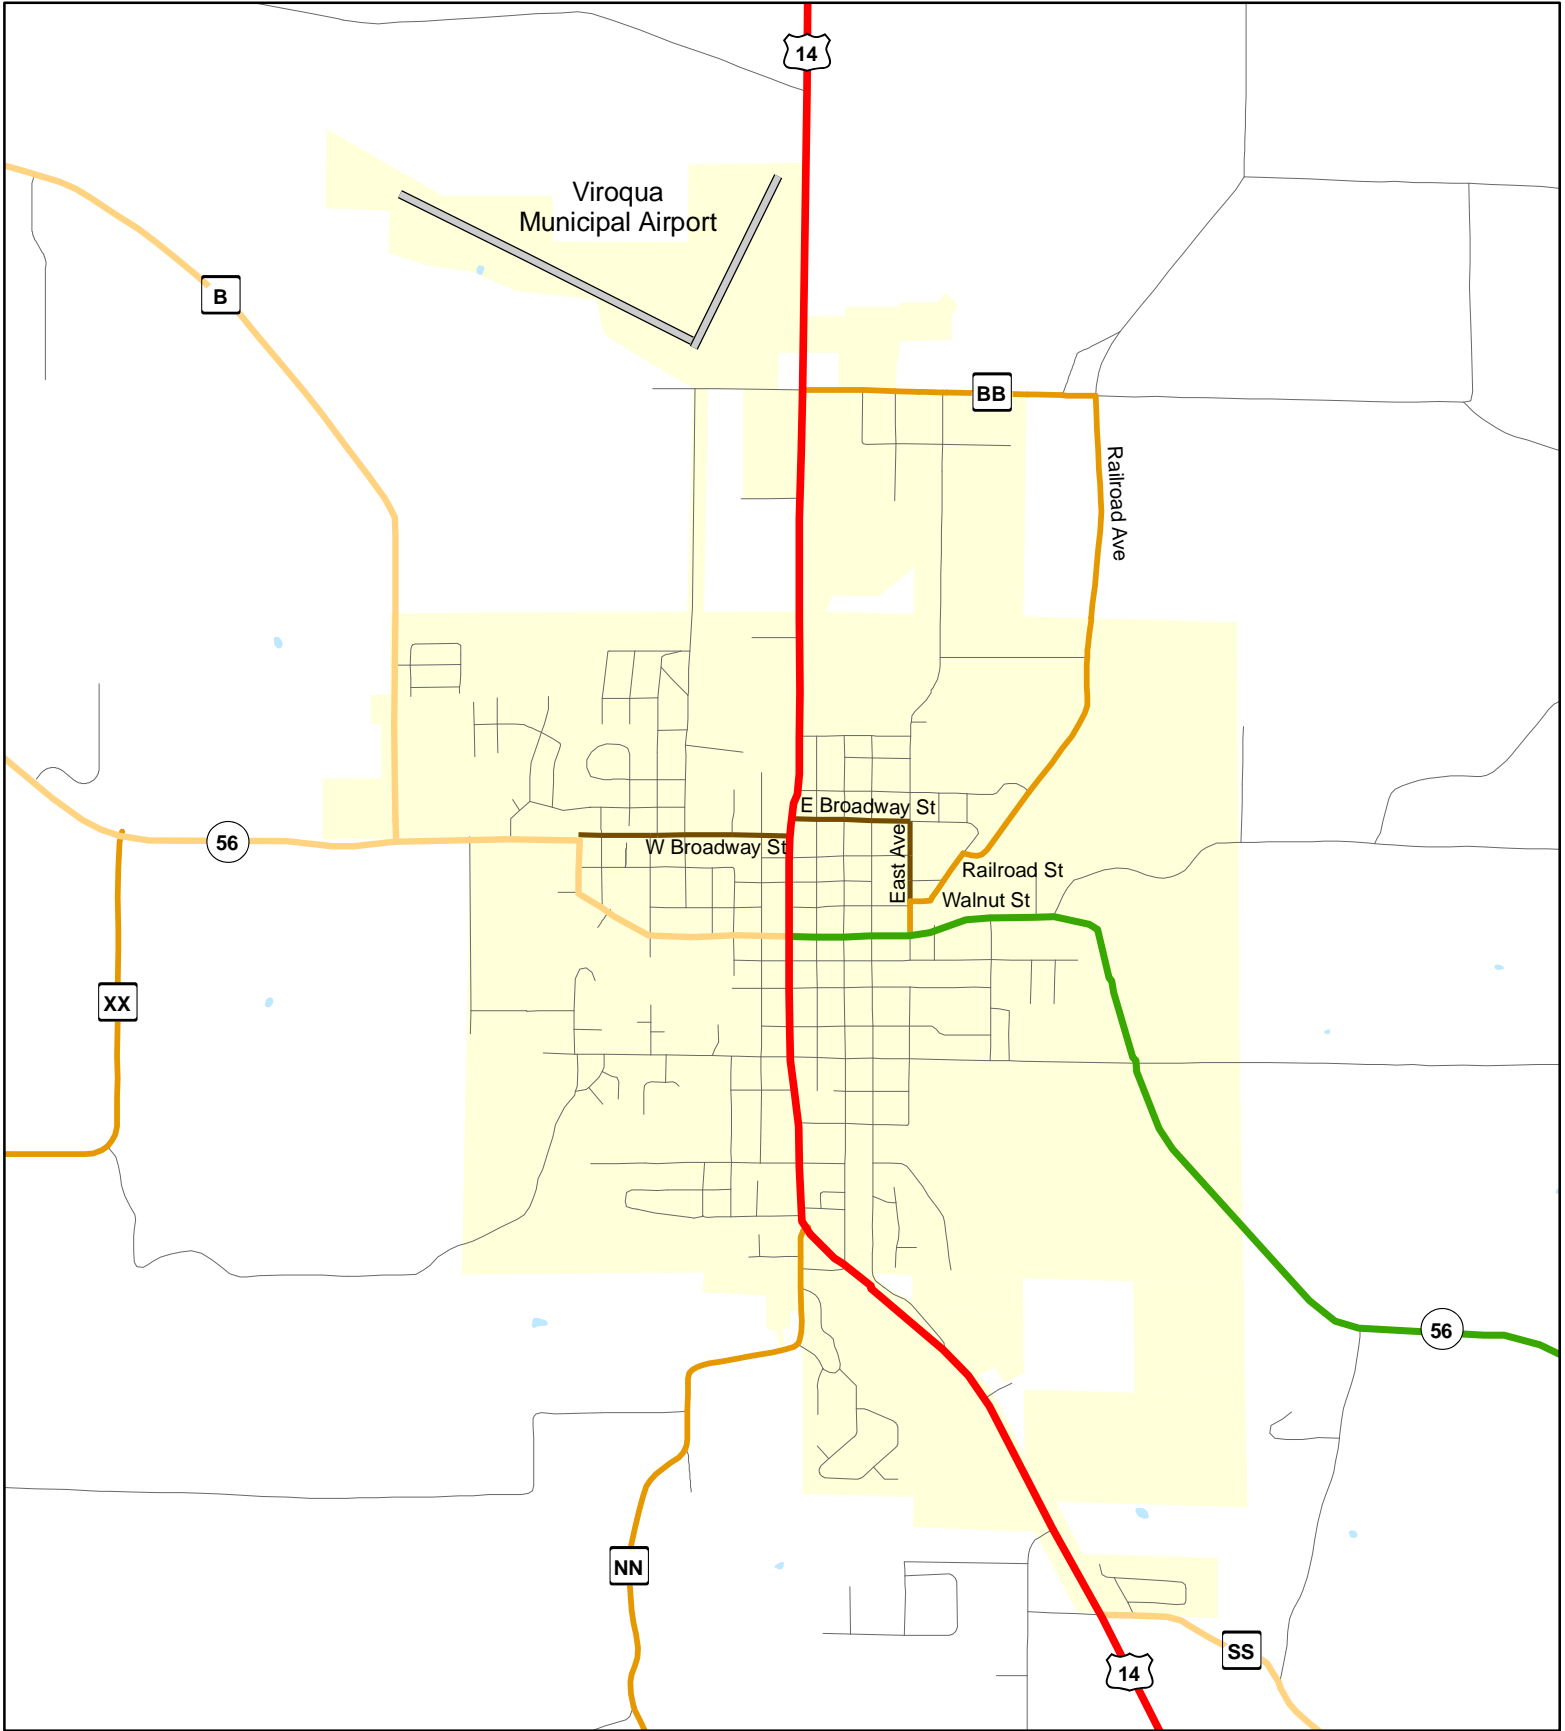 14
Viroqua
Municipal Airport
B
BB
Railroad Ave
E Broadway St
56
W Broadway St
East Ave
Railroad St
Walnut St
XX
56
NN
SS
14